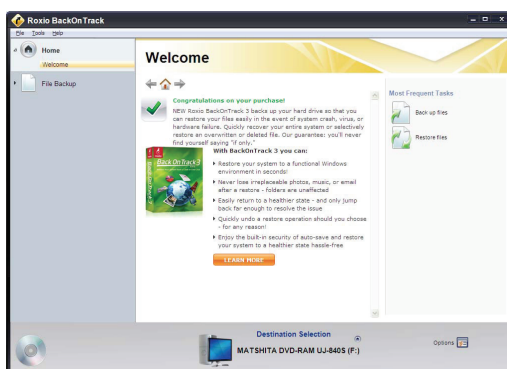 Roxio BackOnTrack
File Tools Help
Home
Welcome
File Backup
Welcome
Congratulations on your purchase!
NEW Roxio BackOnTrack 3 backs up your hard drive so that you
can restore your files easily in the event of system crash, virus, or
hardware failure. Quickly recover your entire system or selectively
restore an overwritten or deleted file. Our guarantee: you'll never
find yourself saying "if only."
With BackOnTrack 3 you can:
Restore your system to a functional Windows
environment in seconds!
Never lose irreplaceable photos, music, or email
after a restore - folders are unaffected
Easily return to a healthier state - and only jump
back far enough to resolve the issue
Quickly undo a restore operation should you choose
- for any reason!
Enjoy the built-in security of auto-save and restore
your system to a healthier state hassle-free
LEARN MORE
BackOnTrack 3
Most Frequent Tasks
Back up files
Restore files
Destination Selection
MATSHITA DVD-RAM UJ-840S (F:)
Options